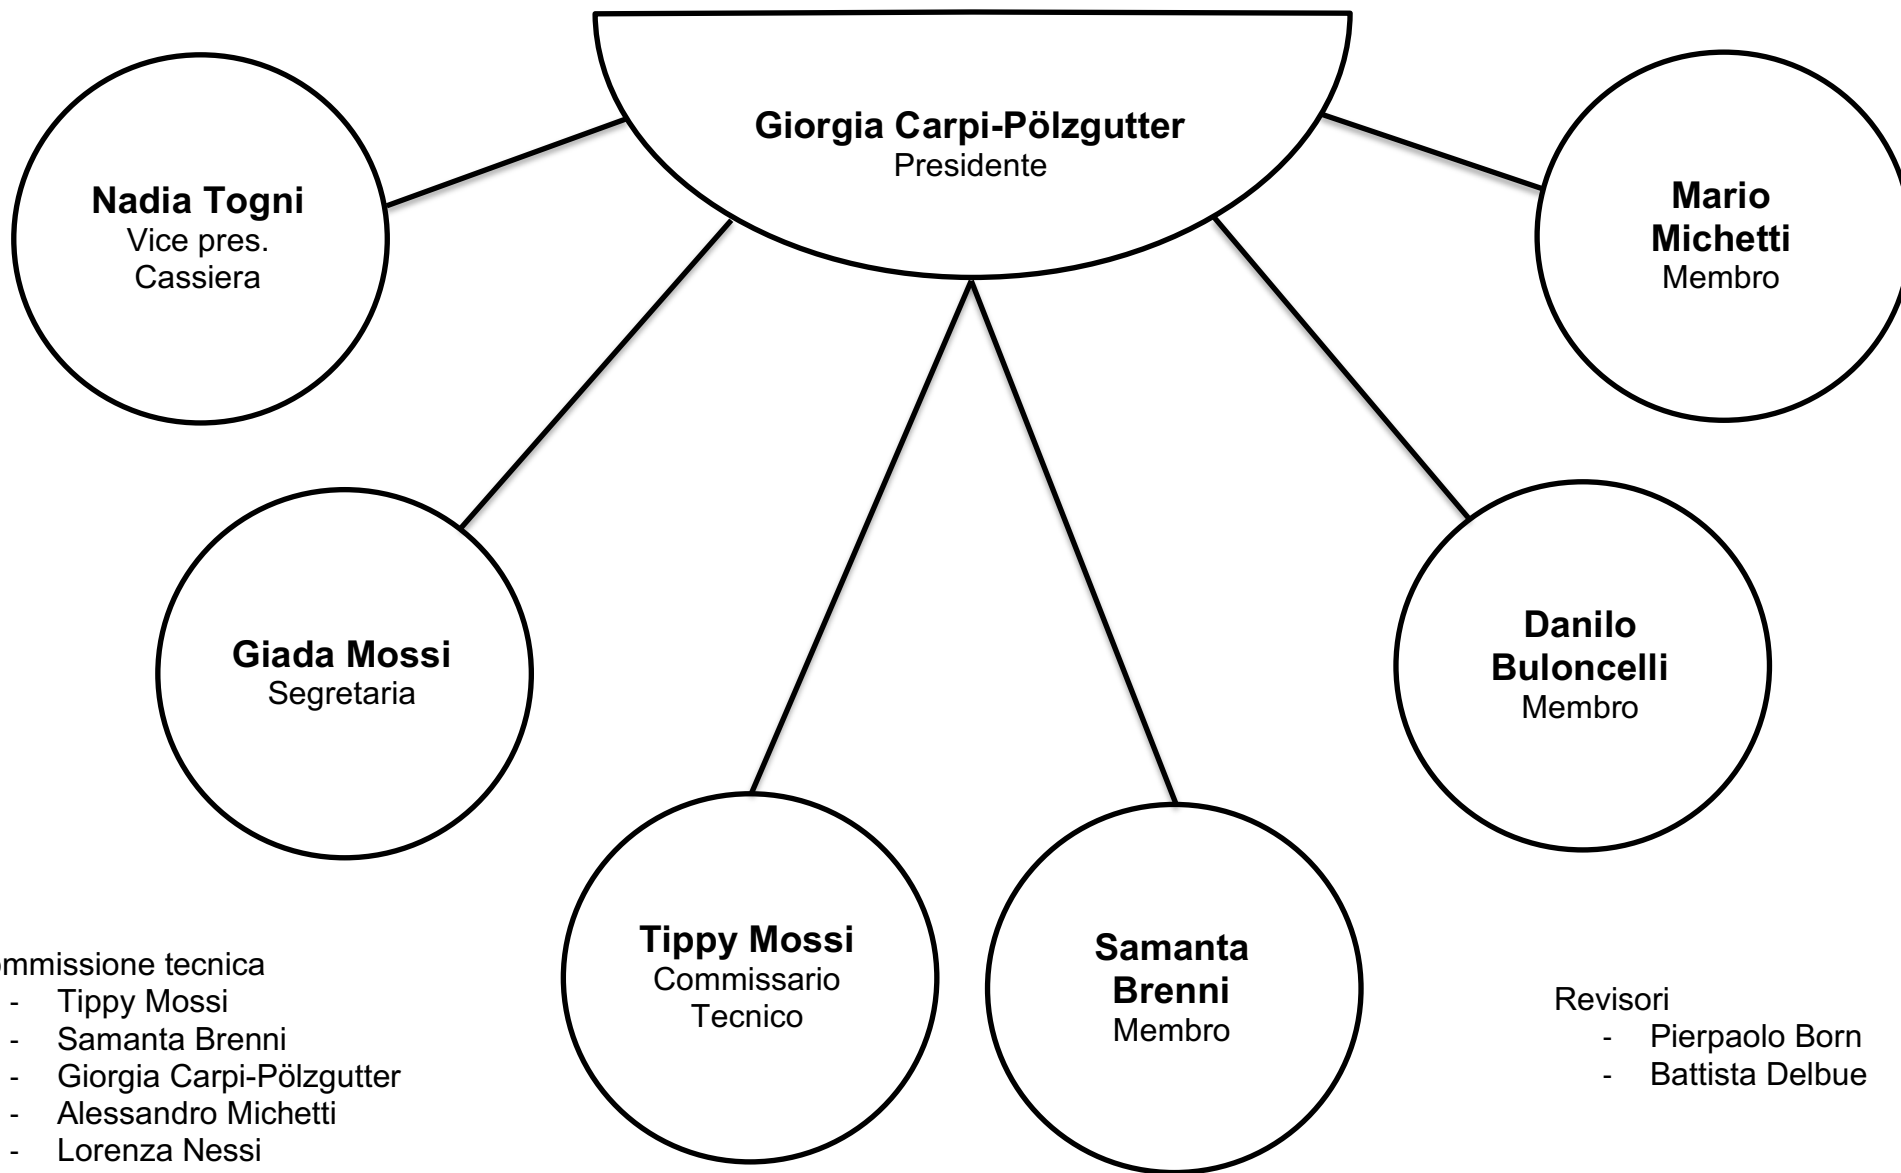 Giorgia Carpi-Pölzgutter
Presidente
Nadia Togni
Vice pres.
Cassiera
Mario
Michetti
Membro
Giada Mossi
Segretaria
Danilo
Buloncelli
Membro
Tippy Mossi
Commissario
Tecnico
Samanta
Brenni
Membro
ommissione tecnica
- Tippy Mossi
- Samanta Brenni
- Giorgia Carpi-Pölzgutter
- Alessandro Michetti
- Lorenza Nessi
Revisori
- Pierpaolo Born
- Battista Delbue